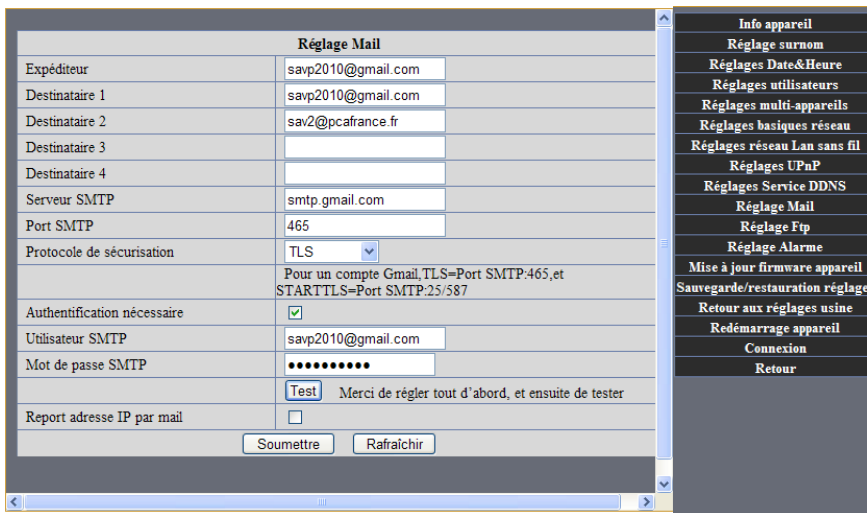 Réglage Mail
Expéditeur savp2010@gmail.com
Destinataire 1 savp2010@gmail.com
Destinataire 2 sav2@pcafrance.fr
Destinataire 3
Destinataire 4
Serveur SMTP smtp.gmail.com
Port SMTP 465
Protocole de sécurisation TLS
Pour un compte Gmail,TLS=Port SMTP:465,et
STARTTLS=Port SMTP:25/587
Authentification nécessaire
Utilisateur SMTP savp2010@gmail.com
Mot de passe SMTP ●●●●●●●●●●
Test Merci de régler tout d’abord, et ensuite de tester
Report adresse IP par mail
Soumettre Rafraîchir
Info appareil
Réglage surnom
Réglages Date&Heure
Réglages utilisateurs
Réglages multi-appareils
Réglages basiques réseau
Réglages réseau Lan sans fil
Réglages UPnP
Réglages Service DDNS
Réglage Mail
Réglage Ftp
Réglage Alarme
Mise à jour firmware appareil
Sauvegarde/restauration réglage
Retour aux réglages usine
Redémarrage appareil
Connexion
Retour